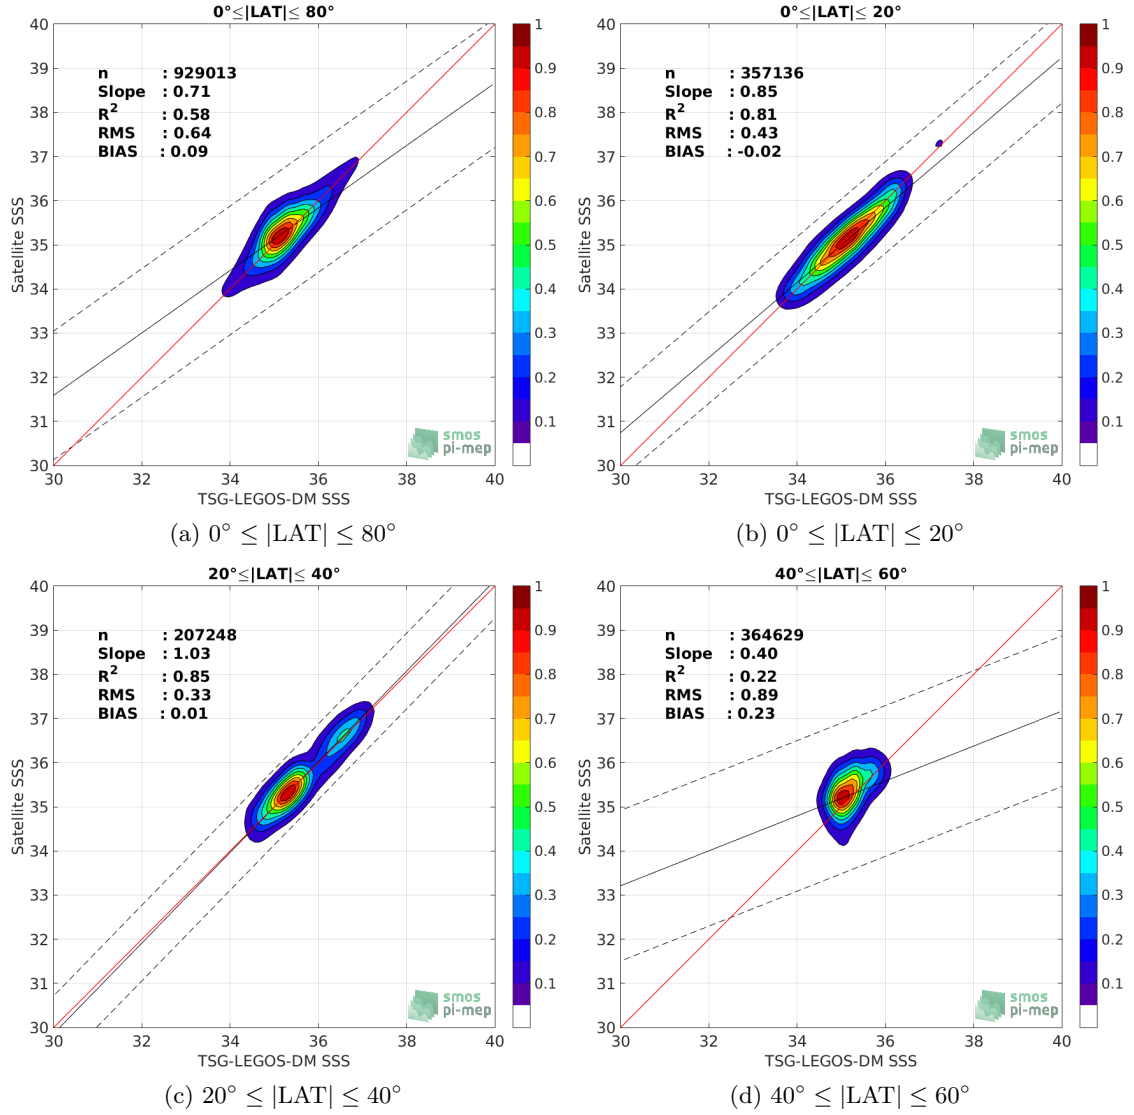 0°≤|LAT|≤ 80°
n : 929013
Slope : 0.71
R² : 0.58
RMS : 0.64
BIAS : 0.09
Satellite SSS
40
39
38
37
36
35
34
33
32
31
30
30 32 34 36 38 40
TSG-LEGOS-DM SSS
1
0.9
0.8
0.7
0.6
0.5
0.4
0.3
0.2
0.1
smos
pi-mep
(a) 0° ≤ |LAT| ≤ 80°
0°≤|LAT|≤ 20°
n : 357136
Slope : 0.85
R² : 0.81
RMS : 0.43
BIAS : -0.02
Satellite SSS
40
39
38
37
36
35
34
33
32
31
30
30 32 34 36 38 40
TSG-LEGOS-DM SSS
1
0.9
0.8
0.7
0.6
0.5
0.4
0.3
0.2
0.1
smos
pi-mep
(b) 0° ≤ |LAT| ≤ 20°
20°≤|LAT|≤ 40°
n : 207248
Slope : 1.03
R² : 0.85
RMS : 0.33
BIAS : 0.01
Satellite SSS
40
39
38
37
36
35
34
33
32
31
30
30 32 34 36 38 40
TSG-LEGOS-DM SSS
1
0.9
0.8
0.7
0.6
0.5
0.4
0.3
0.2
0.1
smos
pi-mep
(c) 20° ≤ |LAT| ≤ 40°
40°≤|LAT|≤ 60°
n : 364629
Slope : 0.40
R² : 0.22
RMS : 0.89
BIAS : 0.23
Satellite SSS
40
39
38
37
36
35
34
33
32
31
30
30 32 34 36 38 40
TSG-LEGOS-DM SSS
1
0.9
0.8
0.7
0.6
0.5
0.4
0.3
0.2
0.1
smos
pi-mep
(d) 40° ≤ |LAT| ≤ 60°